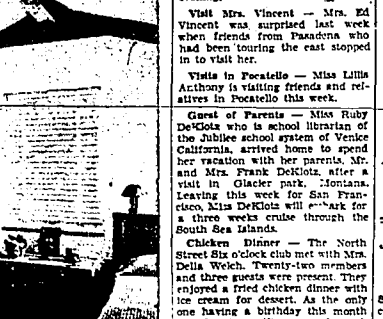 Visit Mrs. Vincent — Mrs. Ed
Vincent was surprised last week
when friends from Pasadena who
had been touring the east stopped
in to visit her.
Visits in Pocatello — Miss Lillis
Anthony is visiting friends and rel-
atives in Pocatello this week.
Guest of Parents — Miss Ruby
DeKlotz who is school librarian of
the Jubilee school system of Venice
California, arrived home to spend
her vacation with her parents, Mr.
and Mrs. Frank DeKlotz, after a
visit in Glacier park, Montana.
Leaving this week for San Fran-
cisco, Miss DeKlotz will embark for
a three weeks cruise through the
South Sea Islands.
Chicken Dinner — The North
Street Six o'clock club met with Mrs.
Della Welch. Twenty-two members
and three guests were present. They
enjoyed a fried chicken dinner with
ice cream for dessert. As the only
one having a birthday this month